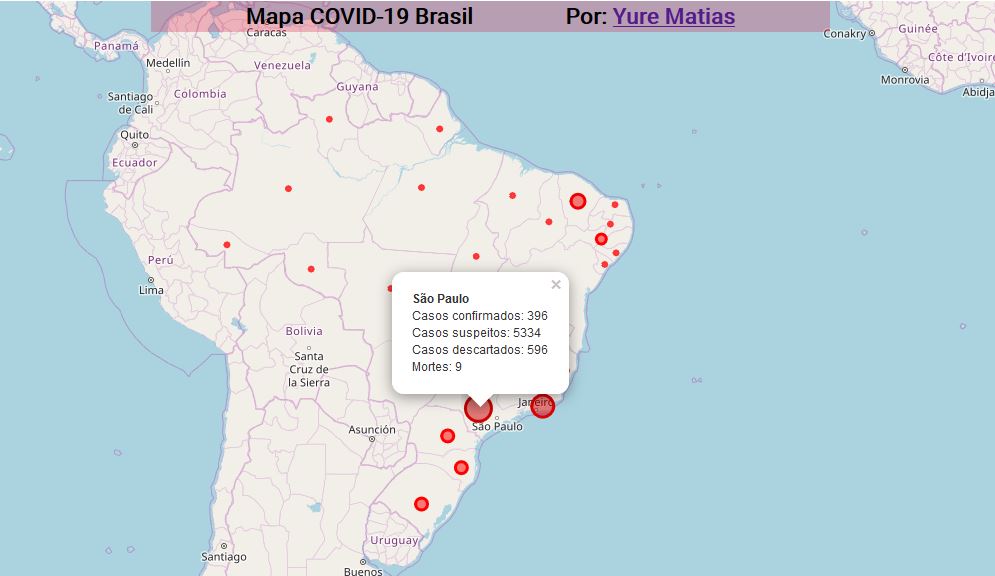 Mapa COVID-19 Brasil
Por: Yure Matias
Caracas
Panamá
Medellín
Venezuela
Guyana
Colombia
Santiago
de Cali
Quito
Ecuador
Conakry
Guinée
Côte d'Ivoire
Monrovia
Abidja
Perú
Lima
Bolivia
Santa
Cruz de
la Sierra
×
São Paulo
Casos confirmados: 396
Casos suspeitos: 5334
Casos descartados: 596
Mortes: 9
Janeiro
São Paulo
Asunción
Uruguay
Santiago
Buenos